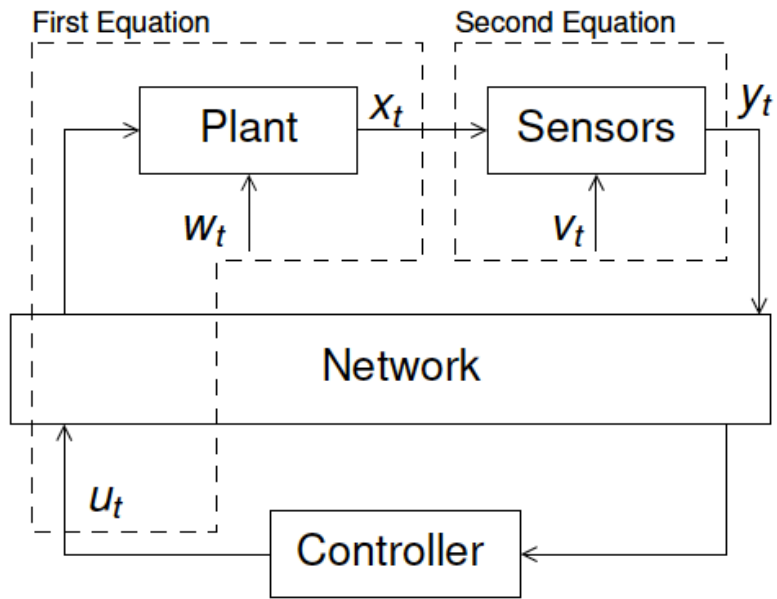 First Equation
Second Equation
Plant
x_t
Sensors
y_t
w_t
v_t
Network
u_t
Controller